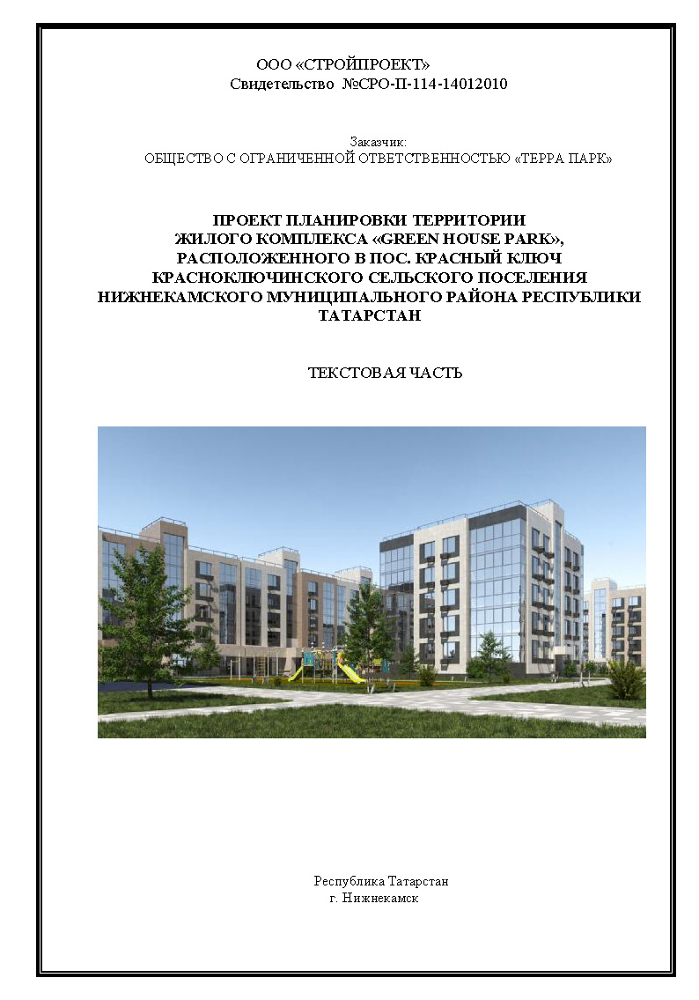 ООО «СТРОЙПРОЕКТ»
Свидетельство №СРО-П-114-14012010
Заказчик:
ОБЩЕСТВО С ОГРАНИЧЕННОЙ ОТВЕТСТВЕННОСТЬЮ «ТЕРРА ПАРК»
ПРОЕКТ ПЛАНИРОВКИ ТЕРРИТОРИИ
ЖИЛОГО КОМПЛЕКСА «GREEN HOUSE PARK»,
РАСПОЛОЖЕННОГО В ПОС. КРАСНЫЙ КЛЮЧ
КРАСНОКЛЮЧИНСКОГО СЕЛЬСКОГО ПОСЕЛЕНИЯ
НИЖНЕКАМСКОГО МУНИЦИПАЛЬНОГО РАЙОНА РЕСПУБЛИКИ
ТАТАРСТАН
ТЕКСТОВАЯ ЧАСТЬ
Республика Татарстан
г. Нижнекамск